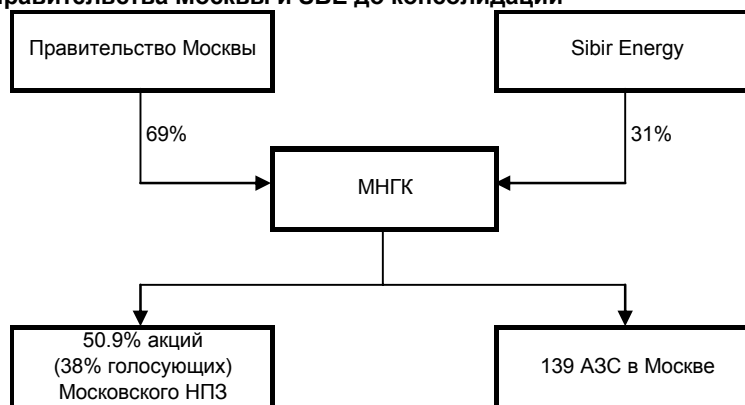 правительства Москвы и SBE до консолидации
Правительство Москвы
Sibir Energy
69%
31%
МНГК
50.9% акций
(38% голосующих)
Московского НПЗ
139 АЗС в Москве